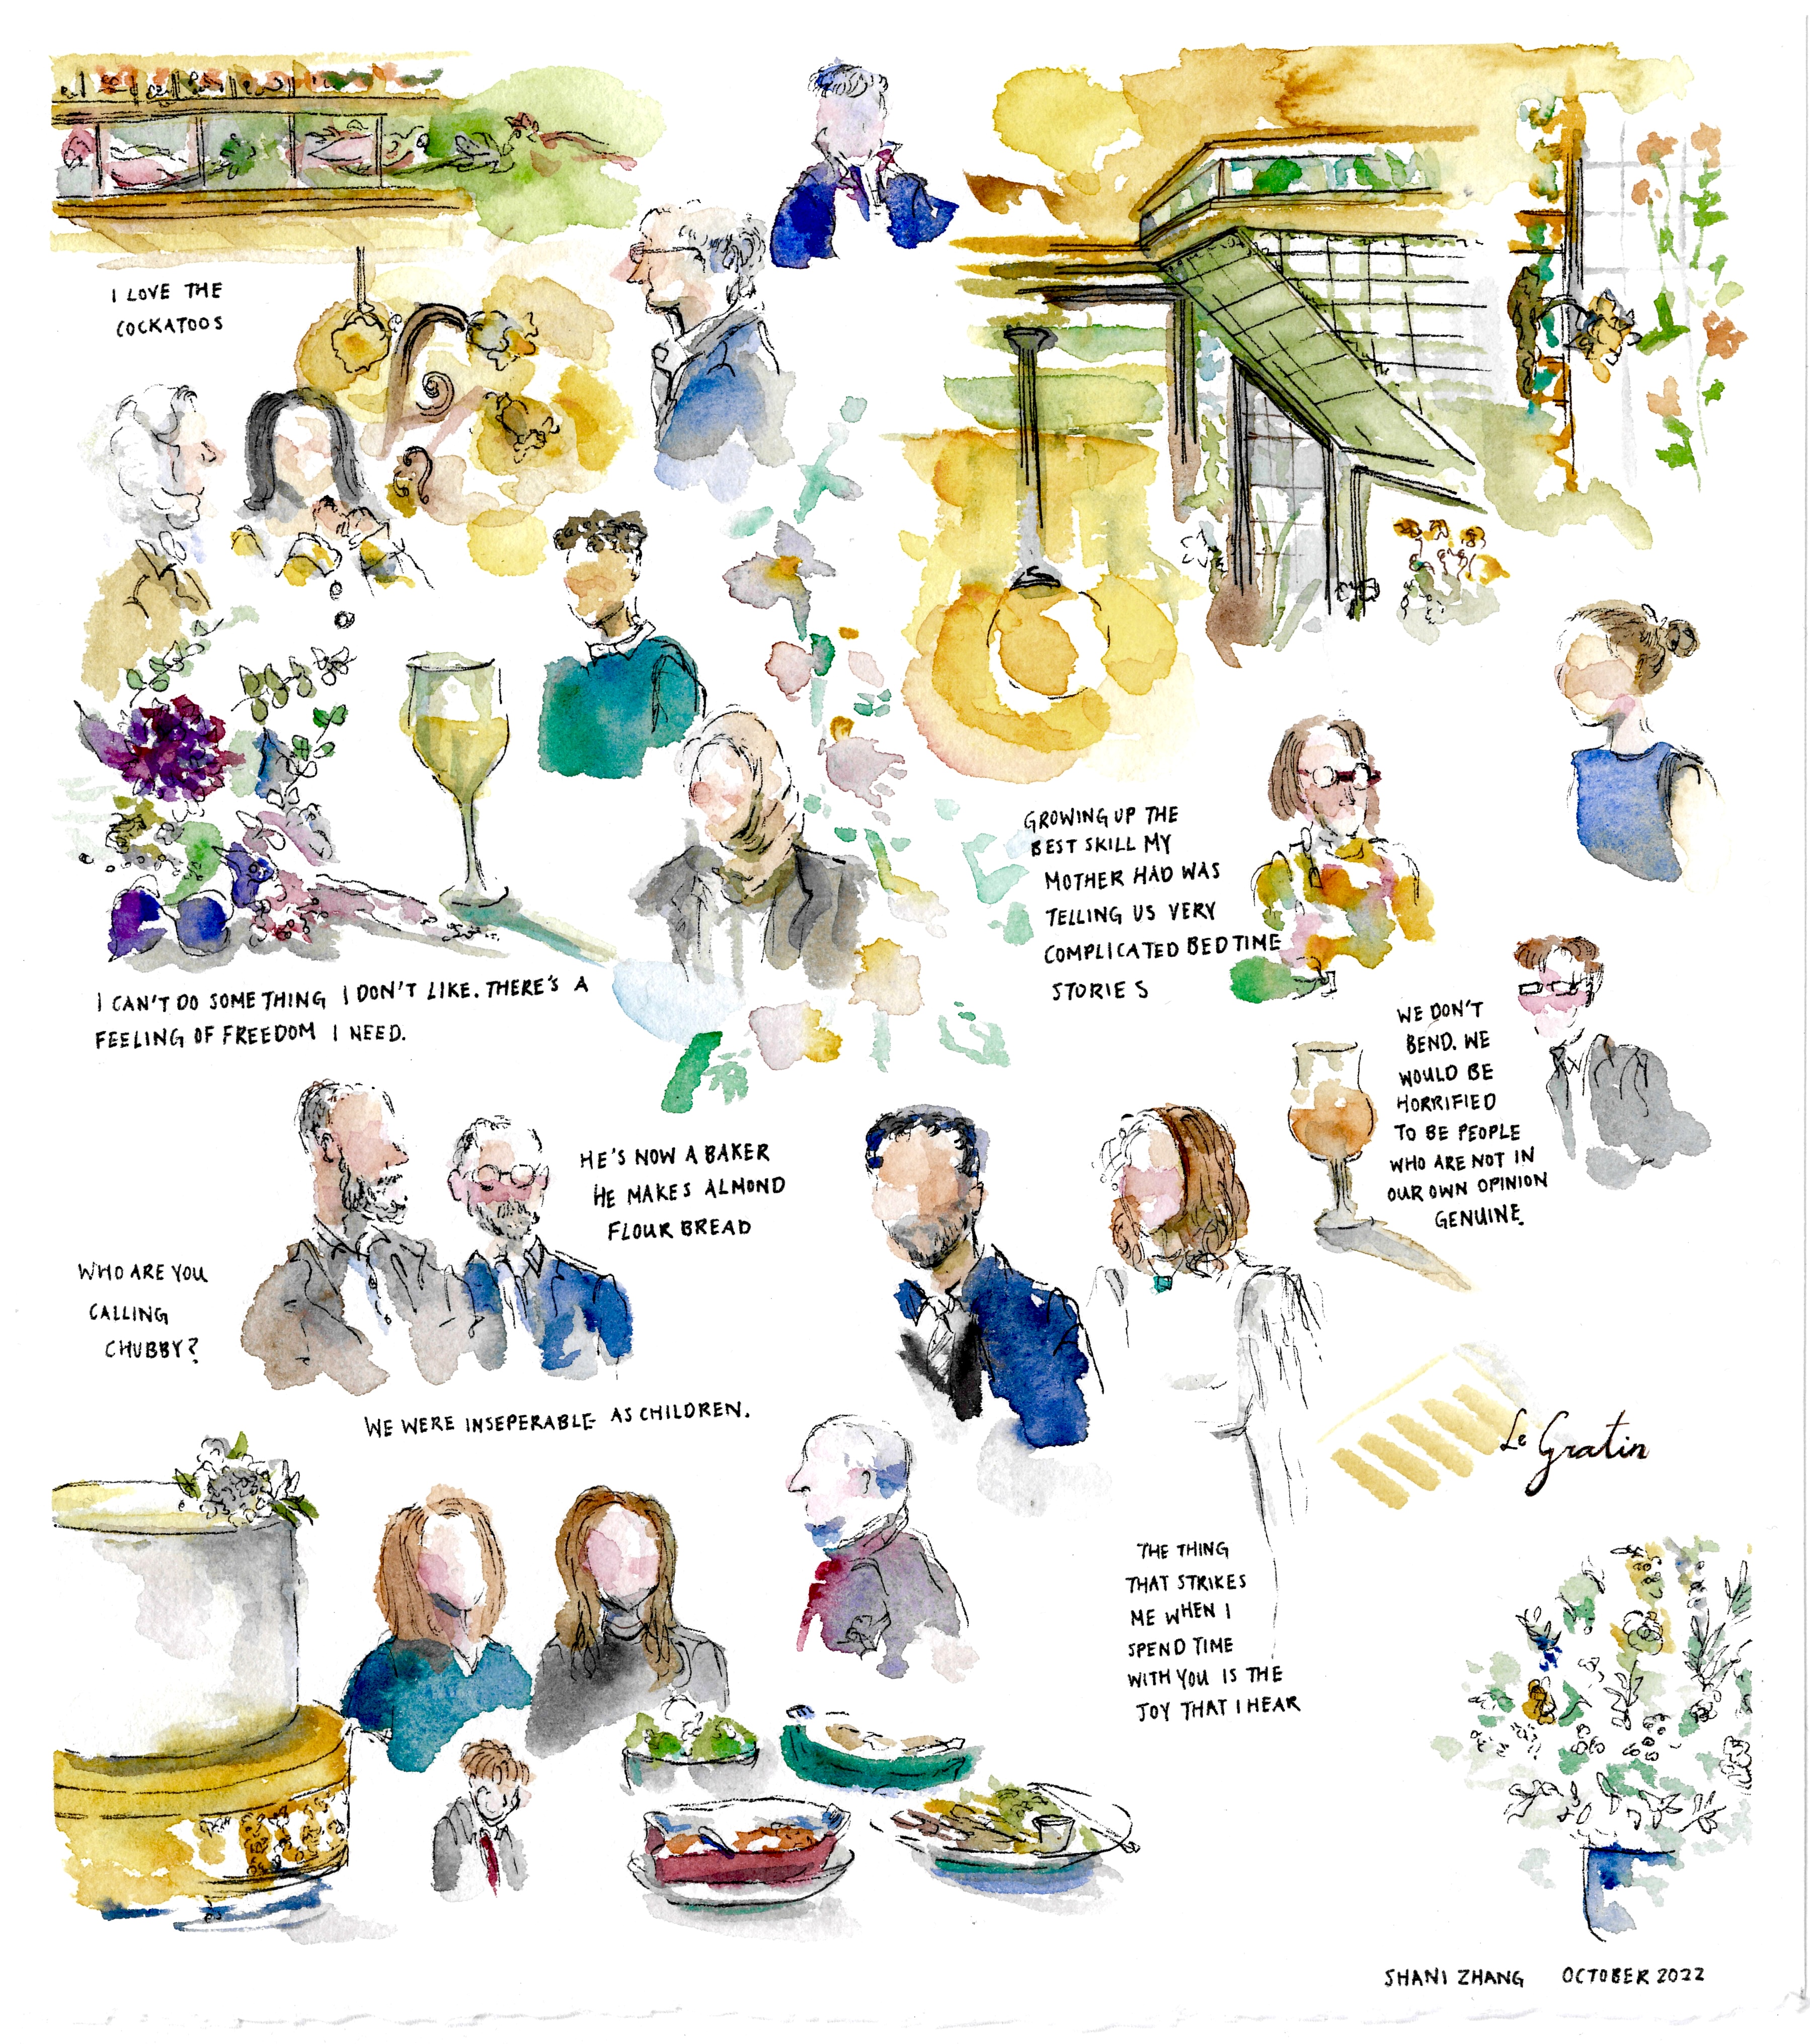 I LOVE THE
COCKATOOS
GROWING UP THE
BEST SKILL MY
MOTHER HAD WAS
TELLING US VERY
COMPLICATED BEDTIME
STORIES
I CAN'T DO SOMETHING I DON'T LIKE. THERE'S A
FEELING OF FREEDOM I NEED.
WE DON'T
BEND. WE
WOULD BE
HORRIFIED
TO BE PEOPLE
WHO ARE NOT IN
OUR OWN OPINION
GENUINE.
HE'S NOW A BAKER
HE MAKES ALMOND
FLOUR BREAD
WHO ARE YOU
CALLING
CHUBBY?
WE WERE INSEPERABLE AS CHILDREN.
Le Gratin
THE THING
THAT STRIKES
ME WHEN I
SPEND TIME
WITH YOU IS THE
JOY THAT I HEAR
SHANI ZHANG OCTOBER 2022